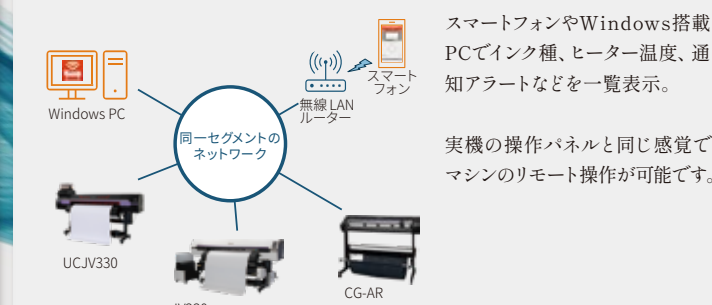 スマートフォンやWindows搭載
PCでインク種、ヒーター温度、通
知アラートなどを一覧表示。
実機の操作パネルと同じ感覚で
マシンのリモート操作が可能です。
スマート
フォン
無線 LAN
ルーター
Windows PC
同一セグメントの
ネットワーク
UCJV330
CG-AR